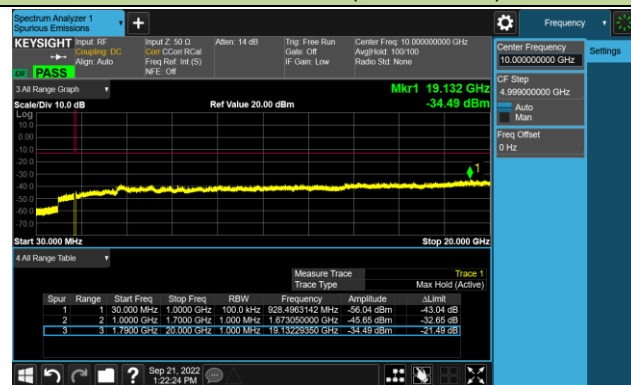 Spectrum Analyzer 1
Spurious Emissions
Frequency
KEYSIGHT
Input: RF
Coupling: DC
Align: Auto
Input Z: 50 Ω
Corr CCorr RCal
Freq Ref: Int (S)
NFE: Off
Atten: 14 dB
Trig: Free Run
Gate: Off
IF Gain: Low
Center Freq: 10.000000000 GHz
Avg|Hold: 100/100
Radio Std: None
PASS
Center Frequency
10.000000000 GHz
Settings
CF Step
4.999000000 GHz
Auto
Man
Freq Offset
0 Hz
3 All Range Graph
Mkr1 19.132 GHz
Scale/Div 10.0 dB
Ref Value 20.00 dBm
-34.49 dBm
Log
10.0
0.00
-10.0
-20.0
-30.0
-40.0
-50.0
-60.0
-70.0
1
Start 30.000 MHz
Stop 20.000 GHz
4 All Range Table
Measure Trace Trace 1
Trace Type Max Hold (Active)
Spur Range Start Freq Stop Freq RBW Frequency Amplitude ΔLimit
1 1 30.000 MHz 1.0000 GHz 100.0 kHz 928.4963142 MHz -56.04 dBm -43.04 dB
2 2 1.0000 GHz 1.7000 GHz 1.000 MHz 1.673050000 GHz -45.65 dBm -32.65 dB
3 3 1.7900 GHz 20.000 GHz 1.000 MHz 19.13229350 GHz -34.49 dBm -21.49 dB
Sep 21, 2022
1:22:24 PM